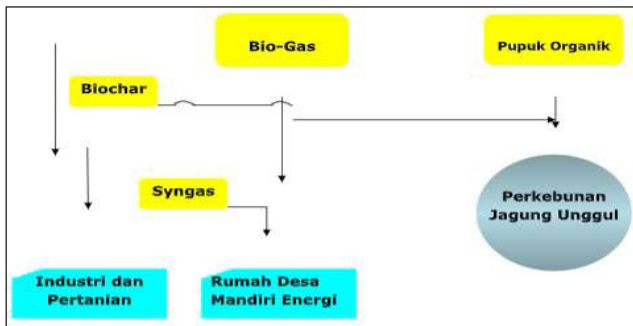 Bio-Gas
Pupuk Organik
Biochar
Syngas
Perkebunan
Jagung Unggul
Industri dan
Pertanian
Rumah Desa
Mandiri Energi